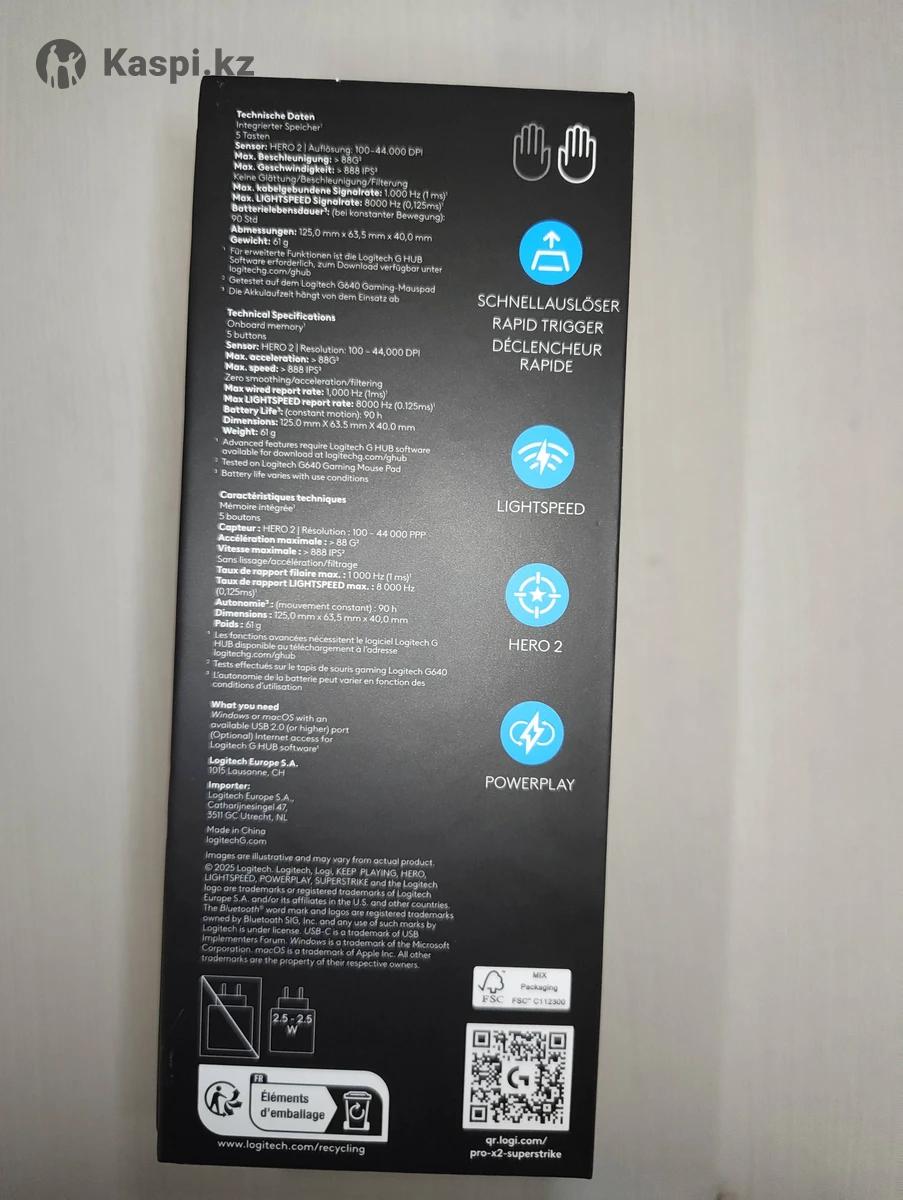 Kaspi.kz
Technische Daten
Integrierter Speicher¹
5 Tasten
Sensor: HERO 2 | Auflösung: 100-44.000 DPI
Max. Beschleunigung: > 88G²
Max. Geschwindigkeit: > 888 IPS²
Keine Glättung/Beschleunigung/Filterung
Max. kabelgebundene Signalrate: 1.000 Hz (1 ms)¹
Max. LIGHTSPEED Signalrate: 8000 Hz (0,125ms)¹
Batterielebensdauer³: (bei konstanter Bewegung):
90 Std
Abmessungen: 125,0 mm x 63,5 mm x 40,0 mm
Gewicht: 61 g
¹ Für erweiterte Funktionen ist die Logitech G HUB
Software erforderlich, zum Download verfügbar unter
logitechg.com/ghub
² Getestet auf dem Logitech G640 Gaming-Mauspad
³ Die Akkulaufzeit hängt von dem Einsatz ab
Technical Specifications
Onboard memory¹
5 buttons
Sensor: HERO 2 | Resolution: 100 – 44,000 DPI
Max. acceleration: > 88G²
Max. speed: > 888 IPS²
Zero smoothing/acceleration/filtering
Max wired report rate: 1,000 Hz (1ms)¹
Max LIGHTSPEED report rate: 8000 Hz (0.125ms)¹
Battery Life³: (constant motion): 90 h
Dimensions: 125.0 mm X 63.5 mm X 40.0 mm
Weight: 61 g
¹ Advanced features require Logitech G HUB software
available for download at logitechg.com/ghub
² Tested on Logitech G640 Gaming Mouse Pad
³ Battery life varies with use conditions
Caractéristiques techniques
Mémoire intégrée¹
5 boutons
Capteur : HERO 2 | Résolution : 100 – 44 000 PPP
Accélération maximale : > 88 G²
Vitesse maximale : > 888 IPS²
Sans lissage/accélération/filtrage
Taux de rapport filaire max. : 1 000 Hz (1 ms)¹
Taux de rapport LIGHTSPEED max. : 8 000 Hz
(0,125ms)¹
Autonomie³ : (mouvement constant) : 90 h
Dimensions : 125,0 mm x 63,5 mm x 40,0 mm
Poids : 61 g
¹ Les fonctions avancées nécessitent le logiciel Logitech G
HUB disponible au téléchargement à l'adresse
logitechg.com/ghub
² Tests effectués sur le tapis de souris gaming Logitech G640
³ L'autonomie de la batterie peut varier en fonction des
conditions d'utilisation
What you need
Windows or macOS with an
available USB 2.0 (or higher) port
(Optional) Internet access for
Logitech G HUB software¹
Logitech Europe S.A.
1015 Lausanne, CH
Importer:
Logitech Europe S.A.,
Catharijnesingel 47,
3511 GC Utrecht, NL
Made in China
logitechG.com
Images are illustrative and may vary from actual product.
© 2025 Logitech. Logitech, Logi, KEEP PLAYING, HERO,
LIGHTSPEED, POWERPLAY, SUPERSTRIKE and the Logitech
logo are trademarks or registered trademarks of Logitech
Europe S.A. and/or its affiliates in the U.S. and other countries.
The Bluetooth® word mark and logos are registered trademarks
owned by Bluetooth SIG, Inc. and any use of such marks by
Logitech is under license. USB-C is a trademark of USB
Implementers Forum. Windows is a trademark of the Microsoft
Corporation. macOS is a trademark of Apple Inc. All other
trademarks are the property of their respective owners.
2.5 - 2.5
W
FR
Éléments
d'emballage
www.logitech.com/recycling
SCHNELLAUSLÖSER
RAPID TRIGGER
DÉCLENCHEUR
RAPIDE
LIGHTSPEED
HERO 2
POWERPLAY
FSC
MIX
Packaging
FSC™ C112300
qr.logi.com/
pro-x2-superstrike